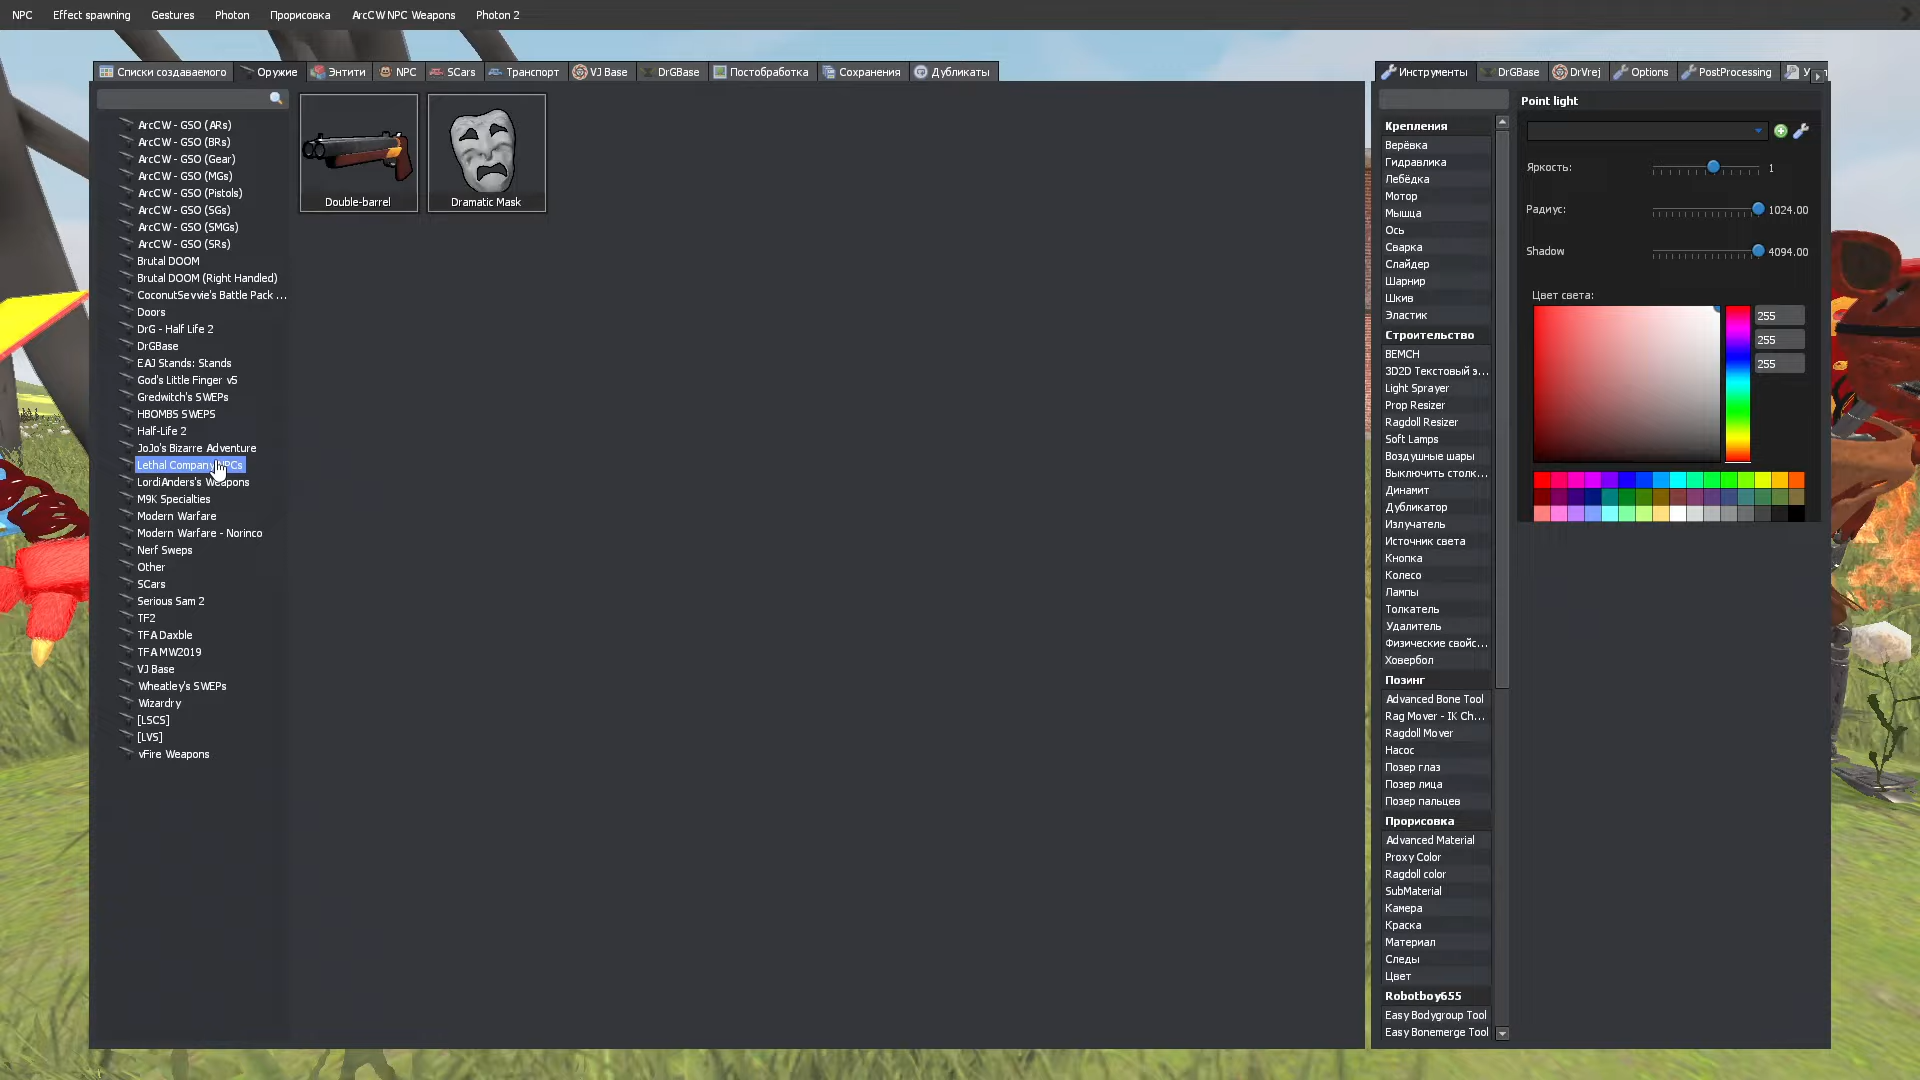 NPC
Effect spawning
Gestures
Photon
Прорисовка
ArcCW NPC Weapons
Photon 2
Списки создаваемого
Оружие
Энтити
NPC
SCars
Транспорт
VJ Base
DrGBase
Постобработка
Сохранения
Дубликаты
ArcCW - GSO (ARs)
ArcCW - GSO (BRs)
ArcCW - GSO (Gear)
ArcCW - GSO (MGs)
ArcCW - GSO (Pistols)
ArcCW - GSO (SGs)
ArcCW - GSO (SMGs)
ArcCW - GSO (SRs)
Brutal DOOM
Brutal DOOM (Right Handled)
CoconutSevvie's Battle Pack ...
Doors
DrG - Half Life 2
DrGBase
EAJ Stands: Stands
God's Little Finger v5
Gredwitch's SWEPs
HBOMBS SWEPS
Half-Life 2
JoJo's Bizarre Adventure
Lethal Company NPCs
LordiAnders's Weapons
M9K Specialties
Modern Warfare
Modern Warfare - Norinco
Nerf Sweps
Other
SCars
Serious Sam 2
TF2
TFA Daxble
TFA MW2019
VJ Base
Wheatley's SWEPs
Wizardry
[LSCS]
[LVS]
vFire Weapons
Double-barrel
Dramatic Mask
Инструменты
DrGBase
DrVrej
Options
PostProcessing
Крепления
Верёвка
Гидравлика
Лебёдка
Мотор
Мышца
Ось
Сварка
Слайдер
Шарнир
Шкив
Эластик
Строительство
BEMCH
3D2D Текстовый э...
Light Sprayer
Prop Resizer
Ragdoll Resizer
Soft Lamps
Воздушные шары
Выключить столк...
Динамит
Дубликатор
Излучатель
Источник света
Кнопка
Колесо
Лампы
Толкатель
Удалитель
Физические свойс...
Ховербол
Позинг
Advanced Bone Tool
Rag Mover - IK Ch...
Ragdoll Mover
Насос
Позер глаз
Позер лица
Позер пальцев
Прорисовка
Advanced Material
Proxy Color
Ragdoll color
SubMaterial
Камера
Краска
Материал
Следы
Цвет
Robotboy655
Easy Bodygroup Tool
Easy Bonemerge Tool
Point light
Яркость: 1
Радиус: 1024.00
Shadow 4094.00
Цвет света:
255
255
255